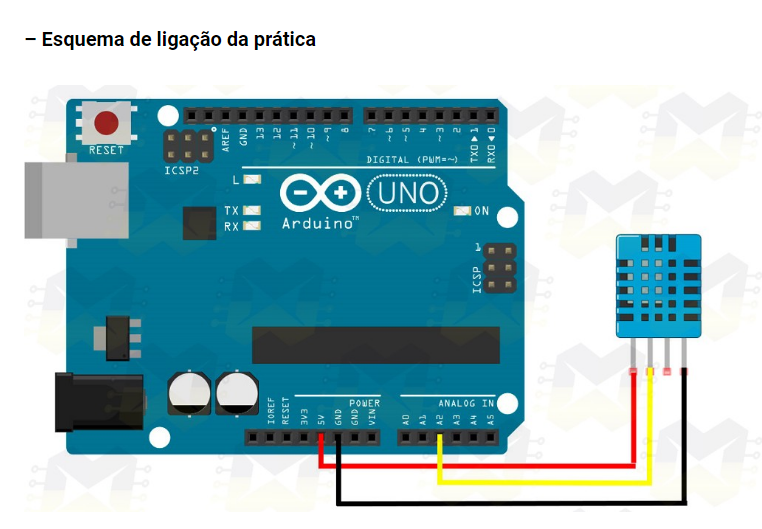 – Esquema de ligação da prática
RESET
ICSP2
AREF
GND
13
12
~11
~10
~9
8
7
~6
~5
4
~3
2
TX0▶1
RX0◀0
DIGITAL (PWM=~)
L
TX
RX
UNO
Arduino™
ON
1
ICSP
POWER
ANALOG IN
IOREF
RESET
3V3
5V
GND
GND
VIN
A0
A1
A2
A3
A4
A5